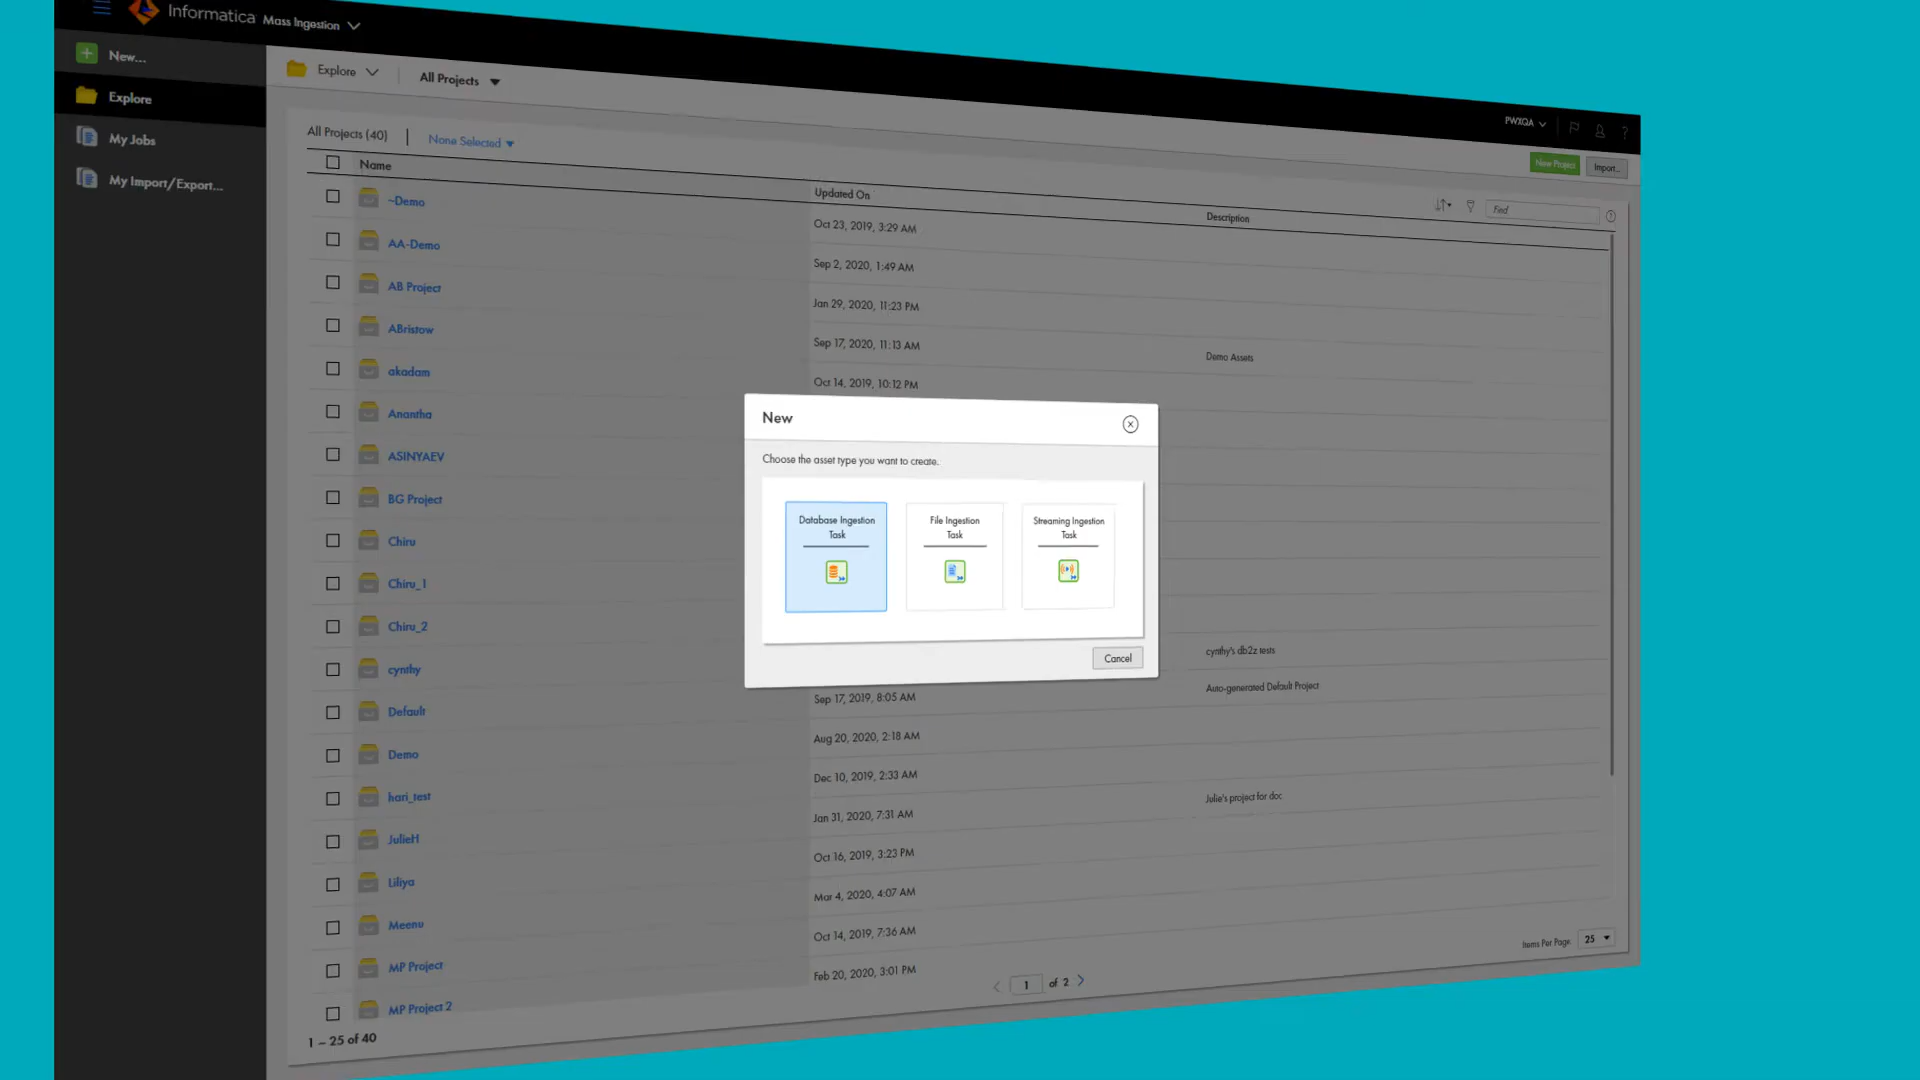 Informatica Mass Ingestion
New...
Explore
My Jobs
My Import/Export...
Explore
All Projects
PWXQA
?
New Project
Import...
All Projects (40)
None Selected
Find
?
Name
Updated On
Description
~Demo
Oct 23, 2019, 3:29 AM
AA-Demo
Sep 2, 2020, 1:49 AM
AB Project
Jan 29, 2020, 11:23 PM
ABristow
Sep 17, 2020, 11:13 AM
Demo Assets
akadam
Oct 14, 2019, 10:12 PM
Anantha
ASINYAEV
BG Project
Chiru
Chiru_1
Chiru_2
cynthy
cynthy's db2z tests
Default
Sep 17, 2019, 8:05 AM
Auto-generated Default Project
Demo
Aug 20, 2020, 2:18 AM
hari_test
Dec 10, 2019, 2:33 AM
JulieH
Jan 31, 2020, 7:31 AM
Julie's project for doc
Liliya
Oct 16, 2019, 3:23 PM
Meenu
Mar 4, 2020, 4:07 AM
MP Project
Oct 14, 2019, 7:36 AM
MP Project 2
Feb 20, 2020, 3:01 PM
New
Choose the asset type you want to create.
Database Ingestion
Task
File Ingestion
Task
Streaming Ingestion
Task
Cancel
1 – 25 of 40
1 of 2
Items Per Page: 25